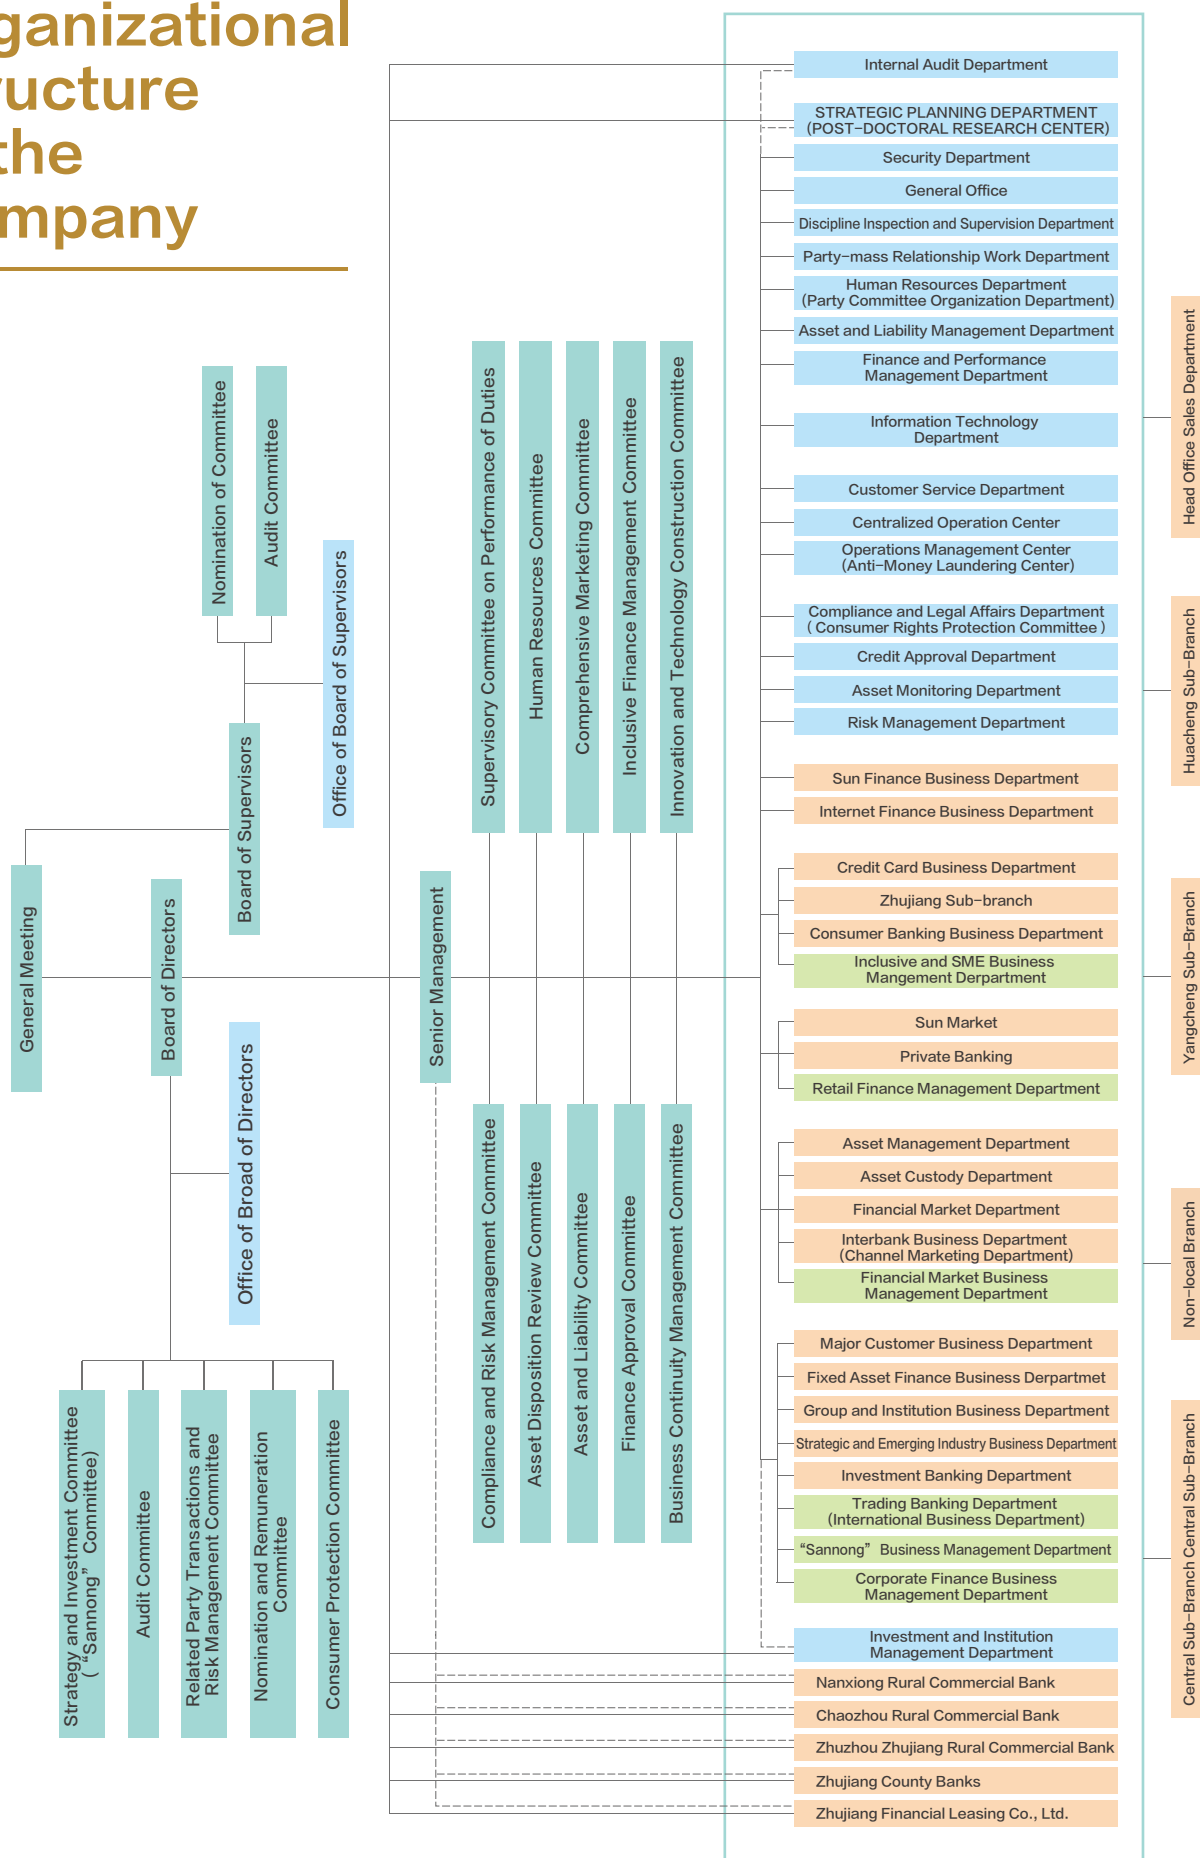 ganizational
ucture
the
mpany
Internal Audit Department
STRATEGIC PLANNING DEPARTMENT
(POST-DOCTORAL RESEARCH CENTER)
Security Department
General Office
Discipline Inspection and Supervision Department
Party-mass Relationship Work Department
Human Resources Department
(Party Committee Organization Department)
Asset and Liability Management Department
Finance and Performance
Management Department
Information Technology
Department
Customer Service Department
Centralized Operation Center
Operations Management Center
(Anti-Money Laundering Center)
Compliance and Legal Affairs Department
( Consumer Rights Protection Committee )
Credit Approval Department
Asset Monitoring Department
Risk Management Department
Sun Finance Business Department
Internet Finance Business Department
Credit Card Business Department
Zhujiang Sub-branch
Consumer Banking Business Department
Inclusive and SME Business
Mangement Derpartment
Sun Market
Private Banking
Retail Finance Management Department
Asset Management Department
Asset Custody Department
Financial Market Department
Interbank Business Department
(Channel Marketing Department)
Financial Market Business
Management Department
Major Customer Business Department
Fixed Asset Finance Business Derpartmet
Group and Institution Business Department
Strategic and Emerging Industry Business Department
Investment Banking Department
Trading Banking Department
(International Business Department)
“Sannong” Business Management Department
Corporate Finance Business
Management Department
Investment and Institution
Management Department
Nanxiong Rural Commercial Bank
Chaozhou Rural Commercial Bank
Zhuzhou Zhujiang Rural Commercial Bank
Zhujiang County Banks
Zhujiang Financial Leasing Co., Ltd.
Head Office Sales Department
Huacheng Sub-Branch
Yangcheng Sub-Branch
Non-local Branch
Central Sub-Branch Central Sub-Branch
Nomination of Committee
Audit Committee
Office of Board of Supervisors
Board of Supervisors
General Meeting
Board of Directors
Office of Broad of Directors
Strategy and Investment Committee
( “Sannong” Committee)
Audit Committee
Related Party Transactions and
Risk Management Committee
Nomination and Remuneration
Committee
Consumer Protection Committee
Senior Management
Supervisory Committee on Performance of Duties
Human Resources Committee
Comprehensive Marketing Committee
Inclusive Finance Management Committee
Innovation and Technology Construction Committee
Compliance and Risk Management Committee
Asset Disposition Review Committee
Asset and Liability Committee
Finance Approval Committee
Business Continuity Management Committee